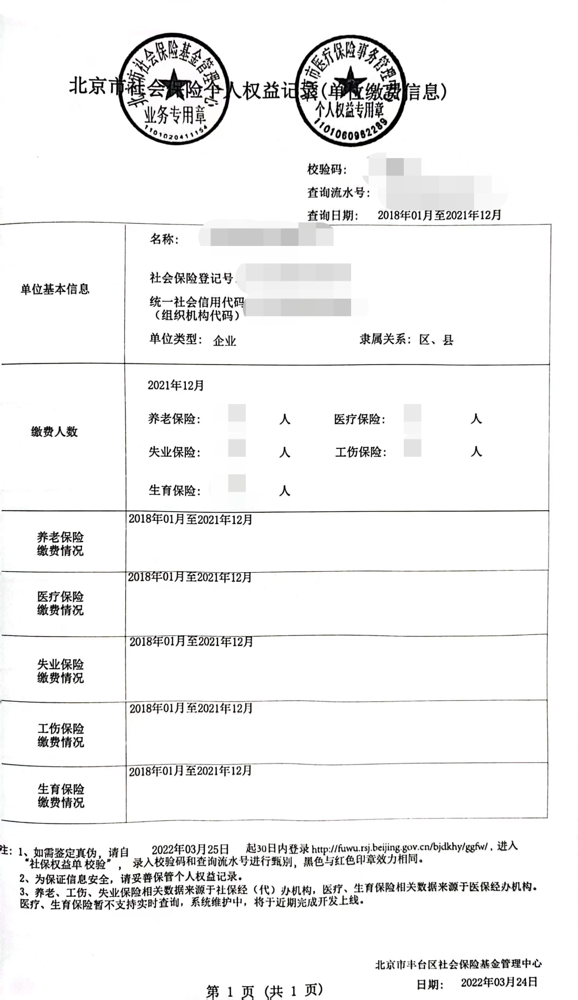 北京市社会保险基金管理中心
业务专用章
1101020411154
北京市医疗保险事务管理中心
个人权益专用章
1101060962289
北京市社会保险个人权益记录(单位缴费信息)
校验码：
查询流水号：
查询日期： 2018年01月至2021年12月
单位基本信息
名称：
社会保险登记号：
统一社会信用代码
（组织机构代码）
单位类型： 企业 隶属关系：区、县
缴费人数
2021年12月
养老保险： 人 医疗保险： 人
失业保险： 人 工伤保险： 人
生育保险： 人
养老保险
缴费情况
2018年01月至2021年12月
医疗保险
缴费情况
2018年01月至2021年12月
失业保险
缴费情况
2018年01月至2021年12月
工伤保险
缴费情况
2018年01月至2021年12月
生育保险
缴费情况
2018年01月至2021年12月
注：1、如需鉴定真伪，请自 2022年03月25日 起30日内登录 http://fuwu.rsj.beijing.gov.cn/bjdkhy/ggfw/，进入
“社保权益单 校验”， 录入校验码和查询流水号进行甄别，黑色与红色印章效力相同。
2、为保证信息安全，请妥善保管个人权益记录。
3、养老、工伤、失业保险相关数据来源于社保经（代）办机构，医疗、生育保险相关数据来源于医保经办机构。
医疗、生育保险暂不支持实时查询，系统维护中，将于近期完成开发上线。
北京市丰台区社会保险基金管理中心
日期： 2022年03月24日
第 1 页 (共 1 页)